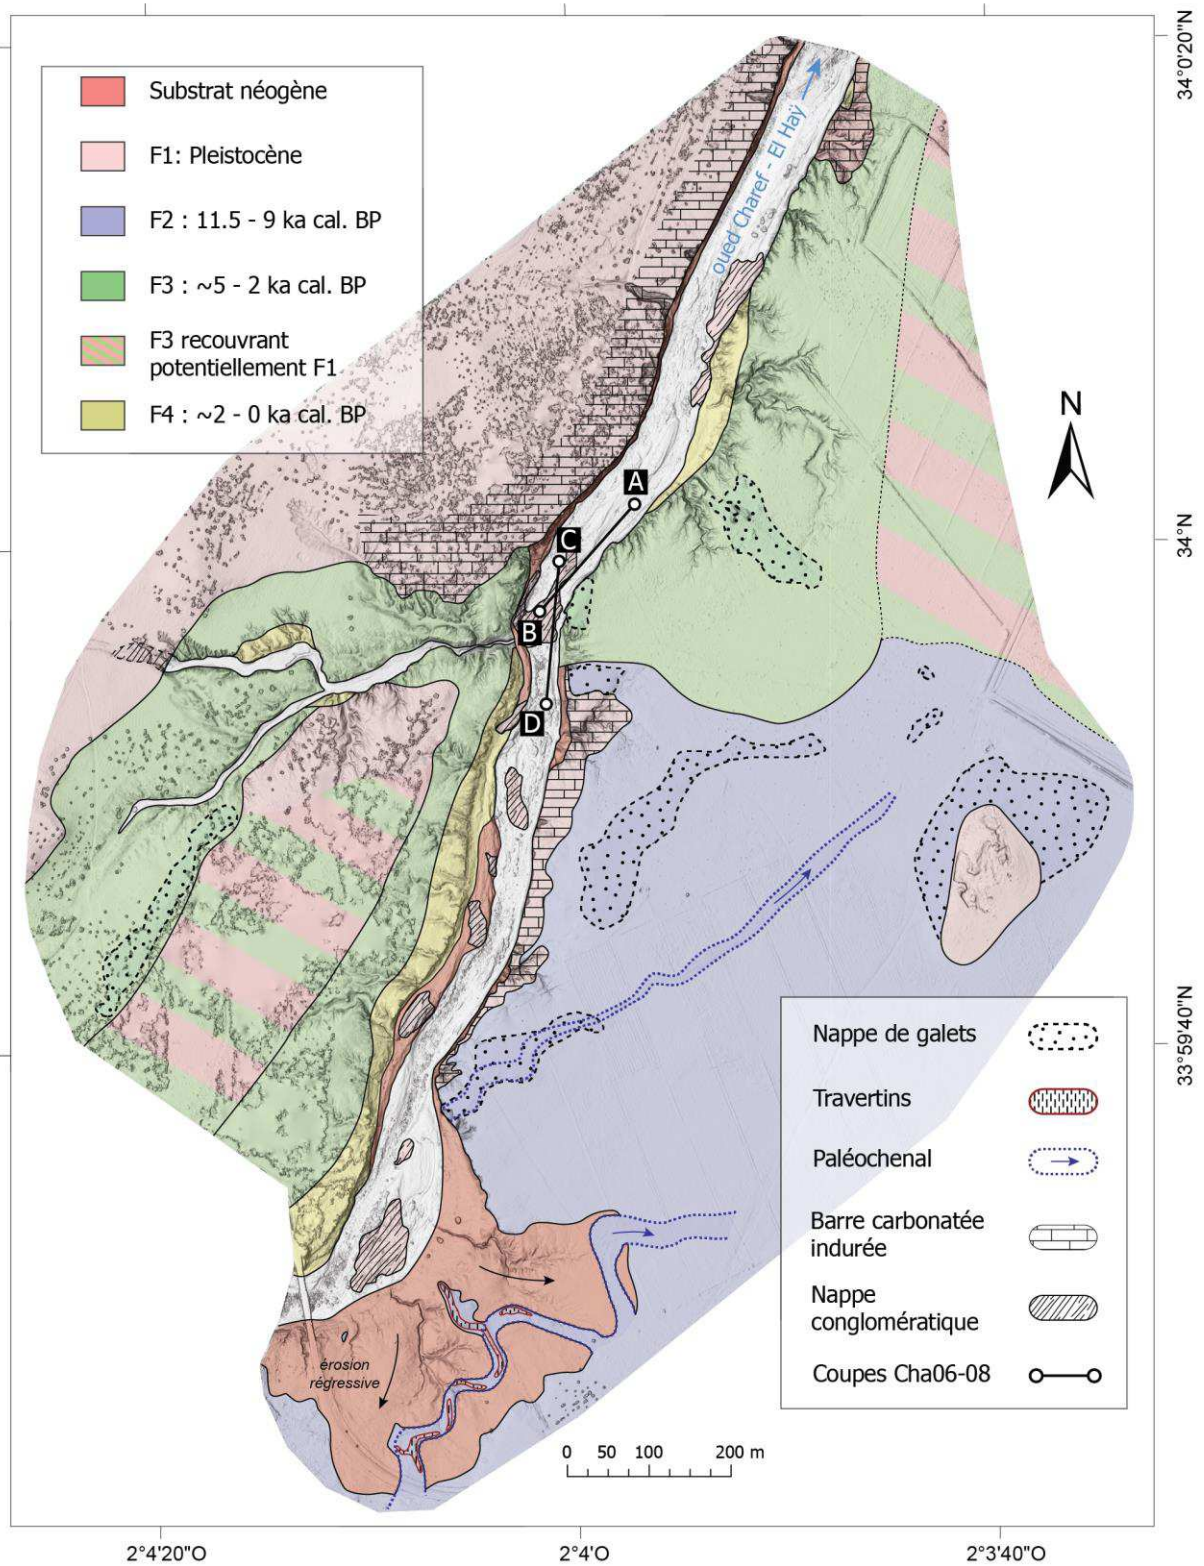 Substrat néogène
F1: Pleistocène
F2 : 11.5 - 9 ka cal. BP
F3 : ~5 - 2 ka cal. BP
F3 recouvrant
potentiellement F1
F4 : ~2 - 0 ka cal. BP
oued Charef - El Haÿ
34°0'20"N
N
A
34°N
C
B
D
33°59'40"N
Nappe de galets
Travertins
Paléochenal
Barre carbonatée
indurée
Nappe
conglomératique
Coupes Cha06-08
érosion
régressive
0 50 100 200 m
2°4'20"O
2°4'O
2°3'40"O